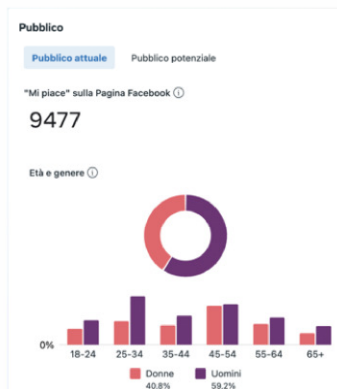 Pubblico
Pubblico attuale Pubblico potenziale
"Mi piace" sulla Pagina Facebook
9477
Età e genere
0%
18-24 25-34 35-44 45-54 55-64 65+
Donne Uomini
40.8% 59.2%